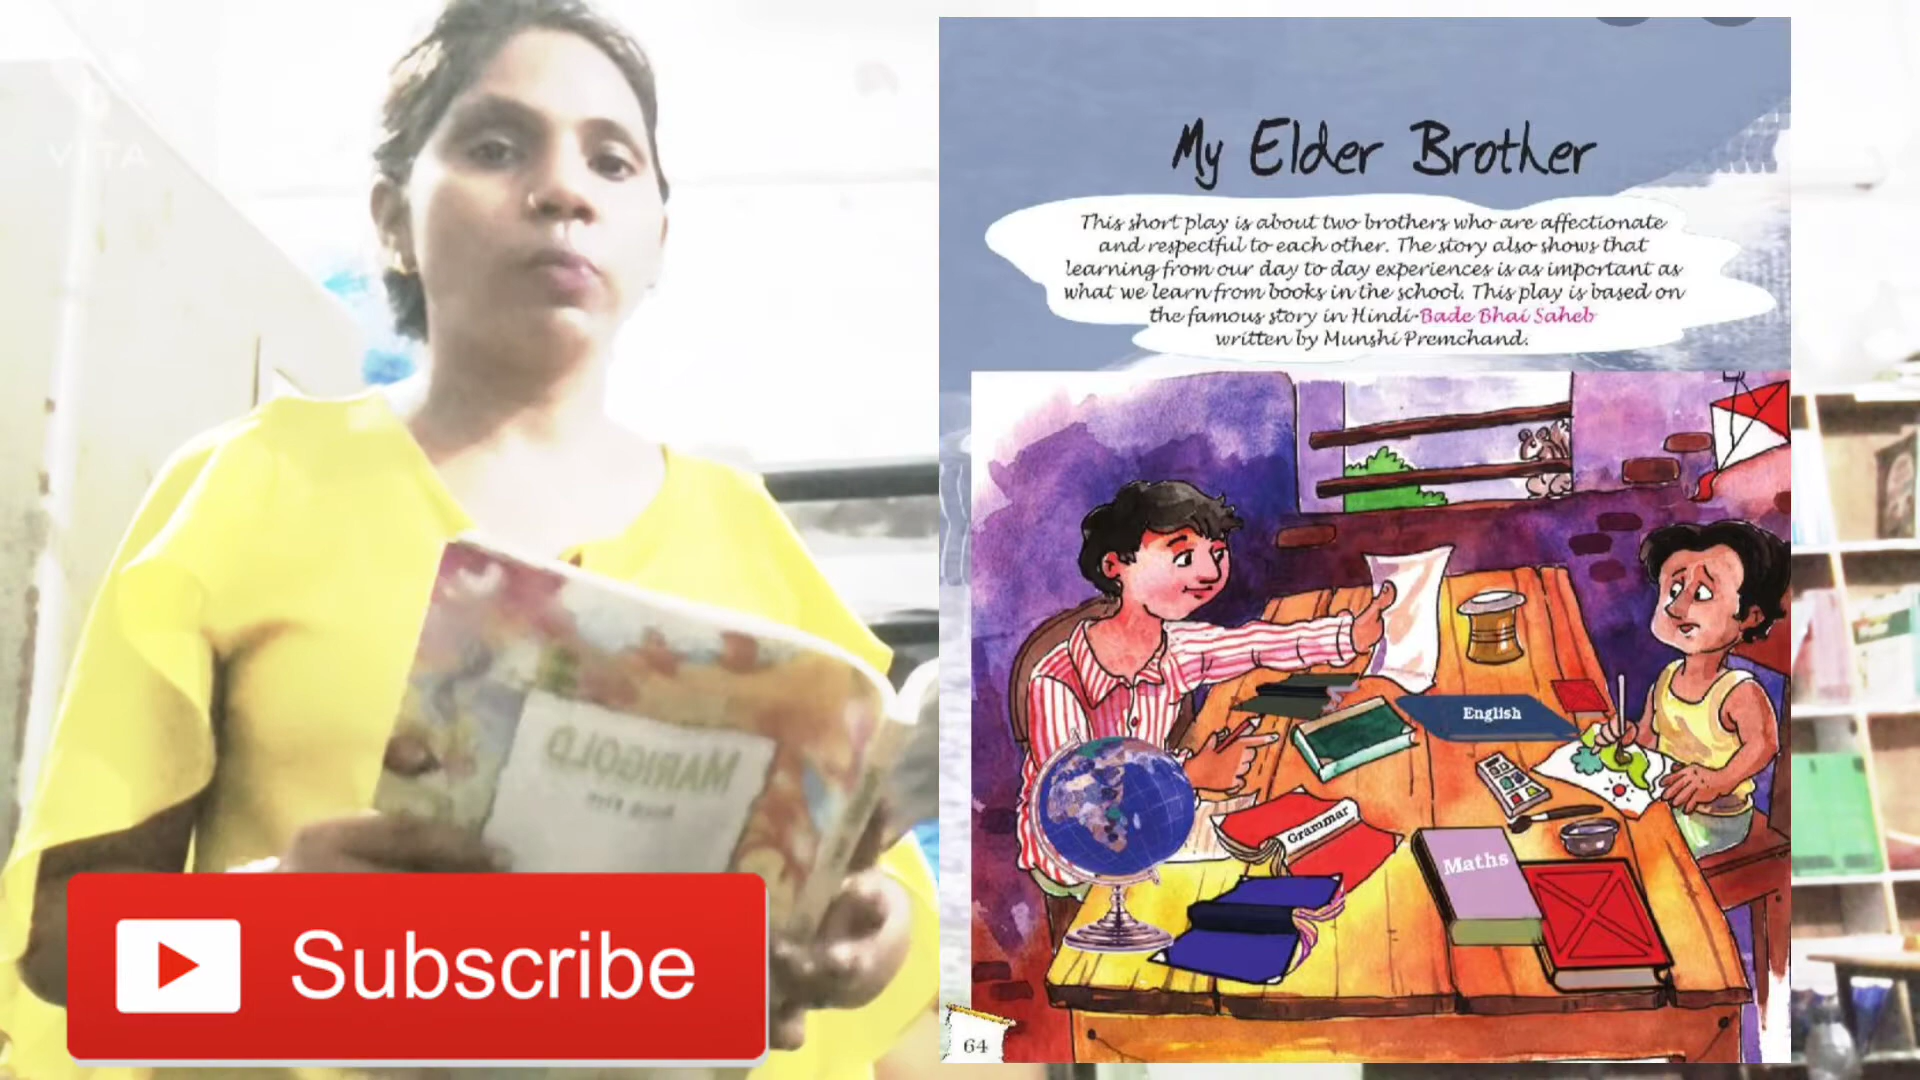 VITA
MARIGOLD
Book Five
Subscribe
My Elder Brother
This short play is about two brothers who are affectionate
and respectful to each other. The story also shows that
learning from our day to day experiences is as important as
what we learn from books in the school. This play is based on
the famous story in Hindi-Bade Bhai Saheb
written by Munshi Premchand.
English
Grammar
Maths
64